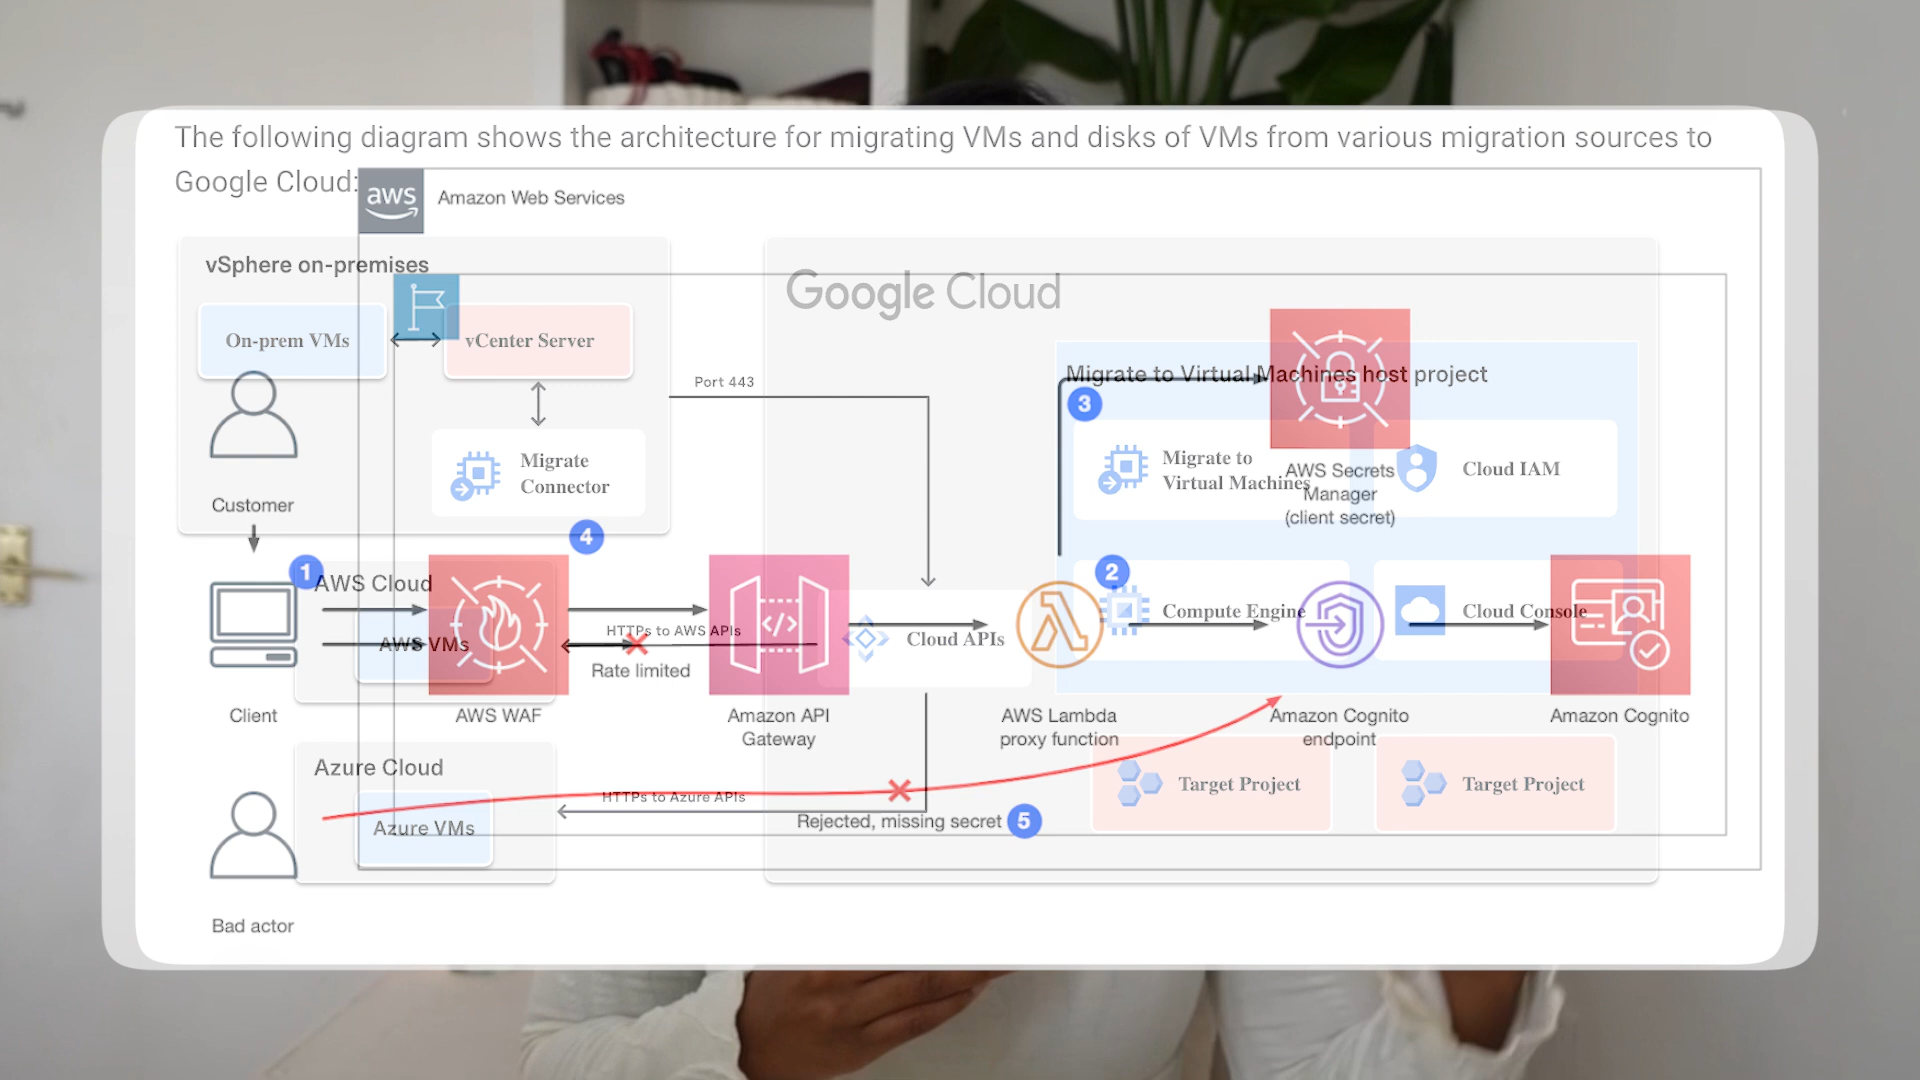 The following diagram shows the architecture for migrating VMs and disks of VMs from various migration sources to
Google Cloud:
aws
Amazon Web Services
vSphere on-premises
Google Cloud
On-prem VMs
vCenter Server
Port 443
Migrate to Virtual Machines host project
3
Migrate
Connector
Migrate to
Virtual Machines
AWS Secrets
Manager
(client secret)
Cloud IAM
Customer
4
1
AWS Cloud
2
AWS VMs
HTTPs to AWS APIs
Rate limited
Cloud APIs
Compute Engine
Cloud Console
Client
AWS WAF
Amazon API
Gateway
AWS Lambda
proxy function
Amazon Cognito
endpoint
Amazon Cognito
Azure Cloud
Azure VMs
HTTPs to Azure APIs
Rejected, missing secret
5
Target Project
Target Project
Bad actor